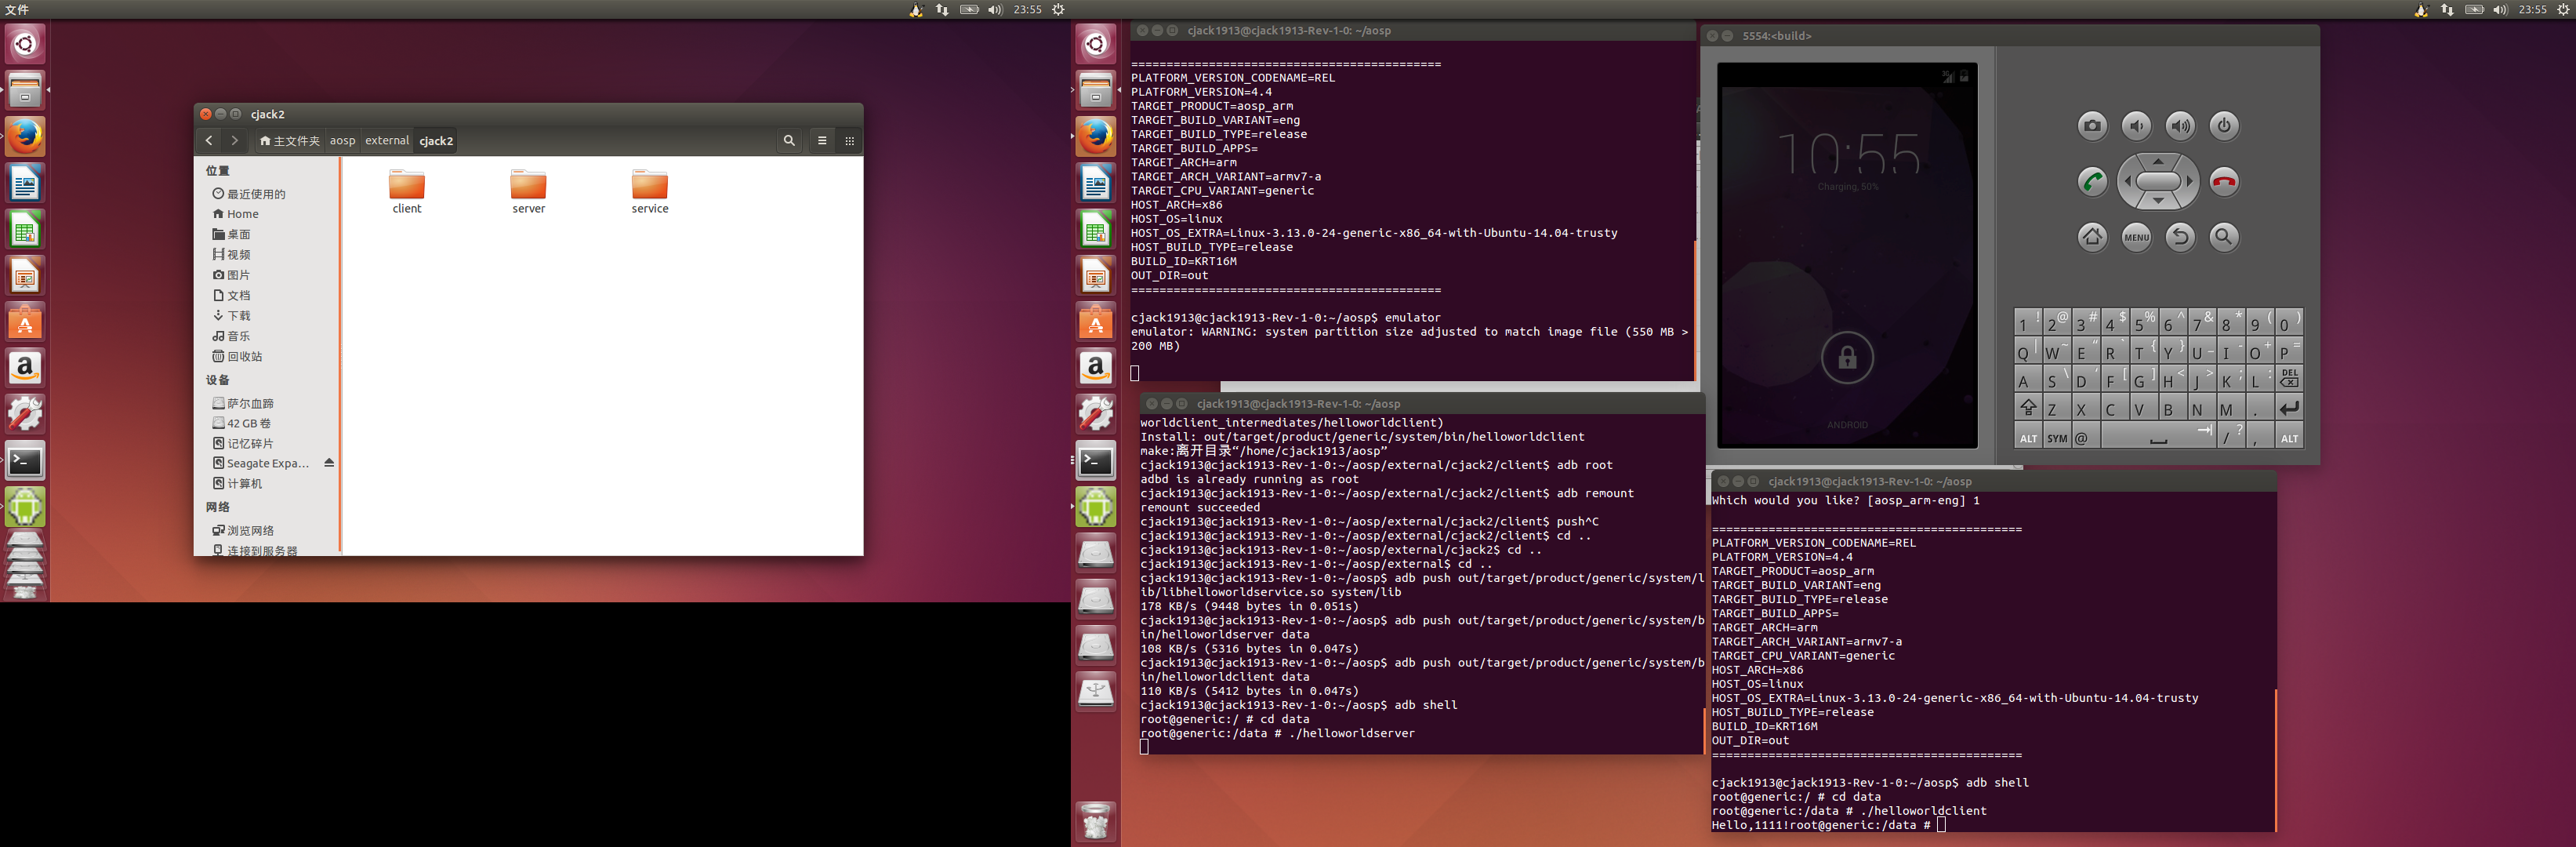 文件
23:55
23:55
cjack2
主文件夹 aosp external cjack2
位置
最近使用的
Home
桌面
视频
图片
文档
下载
音乐
回收站
设备
萨尔血蹄
42 GB 卷
记忆碎片
Seagate Expa...
计算机
网络
浏览网络
连接到服务器
client
server
service
cjack1913@cjack1913-Rev-1-0: ~/aosp
============================================
PLATFORM_VERSION_CODENAME=REL
PLATFORM_VERSION=4.4
TARGET_PRODUCT=aosp_arm
TARGET_BUILD_VARIANT=eng
TARGET_BUILD_TYPE=release
TARGET_BUILD_APPS=
TARGET_ARCH=arm
TARGET_ARCH_VARIANT=armv7-a
TARGET_CPU_VARIANT=generic
HOST_ARCH=x86
HOST_OS=linux
HOST_OS_EXTRA=Linux-3.13.0-24-generic-x86_64-with-Ubuntu-14.04-trusty
HOST_BUILD_TYPE=release
BUILD_ID=KRT16M
OUT_DIR=out
============================================
cjack1913@cjack1913-Rev-1-0:~/aosp$ emulator
emulator: WARNING: system partition size adjusted to match image file (550 MB >
200 MB)
cjack1913@cjack1913-Rev-1-0: ~/aosp
worldclient_intermediates/helloworldclient)
Install: out/target/product/generic/system/bin/helloworldclient
make:离开目录“/home/cjack1913/aosp”
cjack1913@cjack1913-Rev-1-0:~/aosp/external/cjack2/client$ adb root
adbd is already running as root
cjack1913@cjack1913-Rev-1-0:~/aosp/external/cjack2/client$ adb remount
remount succeeded
cjack1913@cjack1913-Rev-1-0:~/aosp/external/cjack2/client$ push^C
cjack1913@cjack1913-Rev-1-0:~/aosp/external/cjack2/client$ cd ..
cjack1913@cjack1913-Rev-1-0:~/aosp/external/cjack2$ cd ..
cjack1913@cjack1913-Rev-1-0:~/aosp/external$ cd ..
cjack1913@cjack1913-Rev-1-0:~/aosp$ adb push out/target/product/generic/system/l
ib/libhelloworldservice.so system/lib
178 KB/s (9448 bytes in 0.051s)
cjack1913@cjack1913-Rev-1-0:~/aosp$ adb push out/target/product/generic/system/b
in/helloworldserver data
108 KB/s (5316 bytes in 0.047s)
cjack1913@cjack1913-Rev-1-0:~/aosp$ adb push out/target/product/generic/system/b
in/helloworldclient data
110 KB/s (5412 bytes in 0.047s)
cjack1913@cjack1913-Rev-1-0:~/aosp$ adb shell
root@generic:/ # cd data
root@generic:/data # ./helloworldserver
5554:<build>
3G
10:55
Charging, 50%
ANDROID
MENU
1 ! 2 @ 3 # 4 $ 5 % 6 ^ 7 & 8 * 9 ( 0 )
Q | W ~ E " R ` T { Y } U _ I - O + P =
A S \ D ' F [ G ] H < J > K ; L : DEL
Z X C V B N M .
ALT SYM @ / ? , ALT
cjack1913@cjack1913-Rev-1-0: ~/aosp
Which would you like? [aosp_arm-eng] 1
============================================
PLATFORM_VERSION_CODENAME=REL
PLATFORM_VERSION=4.4
TARGET_PRODUCT=aosp_arm
TARGET_BUILD_VARIANT=eng
TARGET_BUILD_TYPE=release
TARGET_BUILD_APPS=
TARGET_ARCH=arm
TARGET_ARCH_VARIANT=armv7-a
TARGET_CPU_VARIANT=generic
HOST_ARCH=x86
HOST_OS=linux
HOST_OS_EXTRA=Linux-3.13.0-24-generic-x86_64-with-Ubuntu-14.04-trusty
HOST_BUILD_TYPE=release
BUILD_ID=KRT16M
OUT_DIR=out
============================================
cjack1913@cjack1913-Rev-1-0:~/aosp$ adb shell
root@generic:/ # cd data
root@generic:/data # ./helloworldclient
Hello,1111!root@generic:/data #